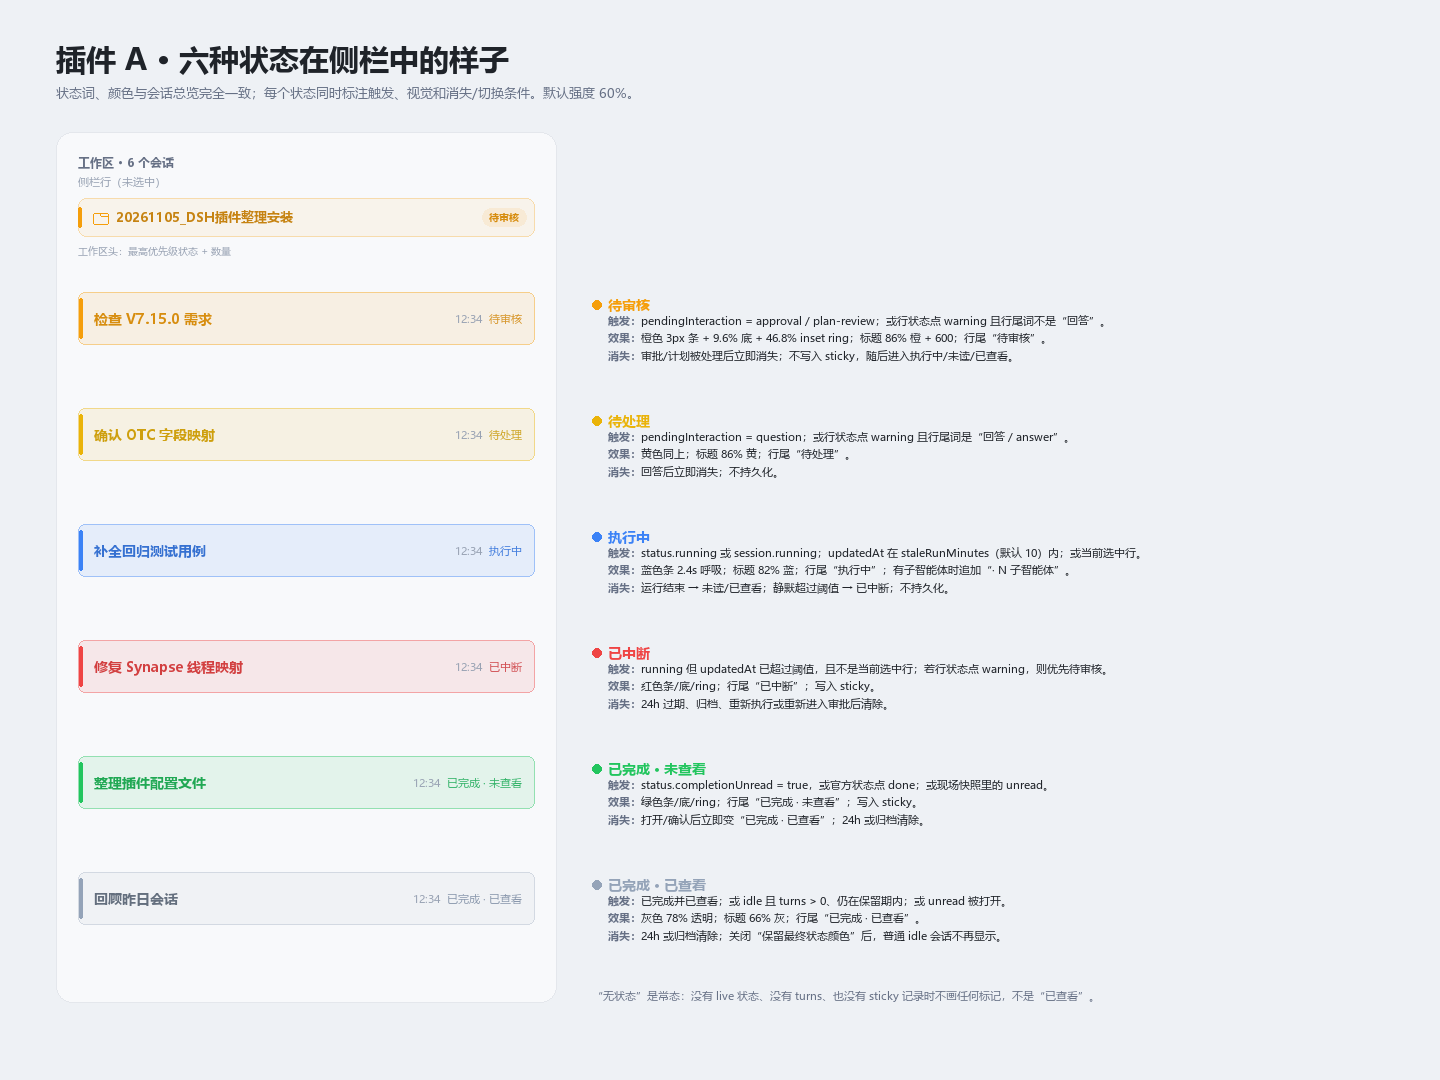 插件 A • 六种状态在侧栏中的样子
状态词、颜色与会话总览完全一致；每个状态同时标注触发、视觉和消失/切换条件。默认强度 60%。
工作区 • 6 个会话
侧栏行（未选中）
20261105_DSH插件整理安装 待审核
工作区头：最高优先级状态 + 数量
检查 V7.15.0 需求 12:34 待审核
待审核
触发：pendingInteraction = approval / plan-review；或行状态点 warning 且行尾词不是“回答”。
效果：橙色 3px 条 + 9.6% 底 + 46.8% inset ring；标题 86% 橙 + 600；行尾“待审核”。
消失：审批/计划被处理后立即消失；不写入 sticky，随后进入执行中/未读/已查看。
确认 OTC 字段映射 12:34 待处理
待处理
触发：pendingInteraction = question；或行状态点 warning 且行尾词是“回答 / answer”。
效果：黄色同上；标题 86% 黄；行尾“待处理”。
消失：回答后立即消失；不持久化。
补全回归测试用例 12:34 执行中
执行中
触发：status.running 或 session.running；updatedAt 在 staleRunMinutes（默认 10）内；或当前选中行。
效果：蓝色条 2.4s 呼吸；标题 82% 蓝；行尾“执行中”；有子智能体时追加“· N 子智能体”。
消失：运行结束 → 未读/已查看；静默超过阈值 → 已中断；不持久化。
修复 Synapse 线程映射 12:34 已中断
已中断
触发：running 但 updatedAt 已超过阈值，且不是当前选中行；若行状态点 warning，则优先待审核。
效果：红色条/底/ring；行尾“已中断”；写入 sticky。
消失：24h 过期、归档、重新执行或重新进入审批后清除。
整理插件配置文件 12:34 已完成 · 未查看
已完成 • 未查看
触发：status.completionUnread = true，或官方状态点 done；或现场快照里的 unread。
效果：绿色条/底/ring；行尾“已完成 · 未查看”；写入 sticky。
消失：打开/确认后立即变“已完成 · 已查看”；24h 或归档清除。
回顾昨日会话 12:34 已完成 · 已查看
已完成 • 已查看
触发：已完成并已查看；或 idle 且 turns > 0、仍在保留期内；或 unread 被打开。
效果：灰色 78% 透明；标题 66% 灰；行尾“已完成 · 已查看”。
消失：24h 或归档清除；关闭“保留最终状态颜色”后，普通 idle 会话不再显示。
“无状态”是常态：没有 live 状态、没有 turns、也没有 sticky 记录时不画任何标记，不是“已查看”。